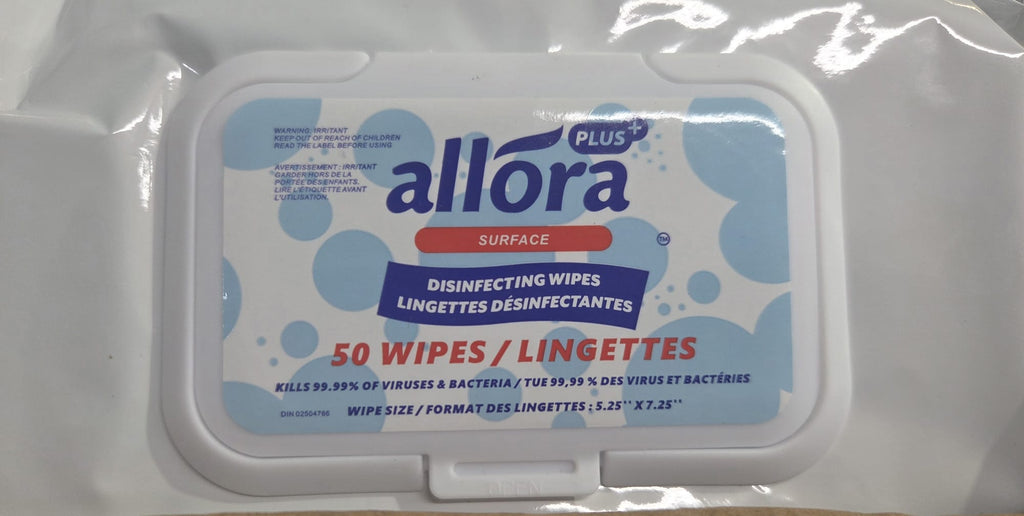 WARNING: IRRITANT
KEEP OUT OF REACH OF CHILDREN
READ THE LABEL BEFORE USING
AVERTISSEMENT : IRRITANT
GARDER HORS DE LA
PORTÉE DES ENFANTS.
LIRE L'ÉTIQUETTE AVANT
L'UTILISATION.
PLUS+
allora
SURFACE
TM
DISINFECTING WIPES
LINGETTES DÉSINFECTANTES
50 WIPES / LINGETTES
KILLS 99.99% OF VIRUSES & BACTERIA / TUE 99,99 % DES VIRUS ET BACTÉRIES
DIN 02504766
WIPE SIZE / FORMAT DES LINGETTES : 5.25'' X 7.25''
OPEN